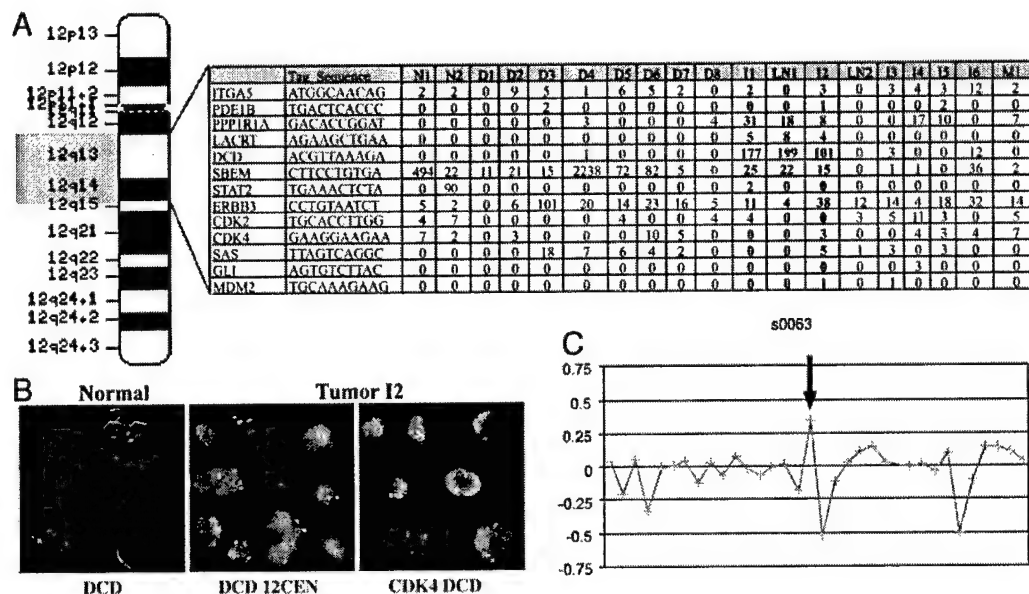 A
12p13
12p12
12p11.2
12q12
12q13
12q14
12q15
12q21
12q22
12q23
12q24.1
12q24.2
12q24.3
Tag Sequence N1 N2 D1 D2 D3 D4 D5 D6 D7 D8 I1 LN1 I2 LN2 I3 I4 I5 I6 M1
ITGA5 ATGGCAACAG 2 2 0 9 5 1 6 5 2 0 2 0 3 0 3 4 3 12 2
PDE1B TGACTCACCC 0 0 0 0 2 0 0 0 0 0 0 0 1 0 0 0 2 0 0
PPP1R1A GACACCGGAT 0 0 0 0 0 3 0 0 0 4 31 18 8 0 0 17 10 0 7
LACRT AGAAGCTGAA 0 0 0 0 0 0 0 0 0 0 5 8 4 0 0 0 0 0 0
DCD ACGTTAAAGA 0 0 0 0 0 1 0 0 0 0 177 199 101 0 3 0 0 12 0
SBEM CTTCCTGTGA 494 22 11 21 15 2238 72 82 5 0 25 22 15 0 1 1 0 36 2
STAT2 TGAAACTCTA 0 90 0 0 0 0 0 0 0 0 2 0 0 0 0 0 0 0 0
ERBB3 CCTGTAATCT 5 2 0 6 101 20 14 23 16 5 11 4 38 12 14 4 18 32 14
CDK2 TGCACCTTGG 4 7 0 0 0 0 4 0 0 4 0 0 0 3 5 11 3 0 5
CDK4 GAAGGAAGAA 7 2 0 3 0 0 0 10 5 0 0 0 3 0 0 4 3 4 7
SAS TTAGTCAGGC 0 0 0 0 18 7 6 4 2 0 0 0 5 1 3 0 3 0 0
GLI AGTGTCTTAC 0 0 0 0 0 0 0 0 0 0 0 0 0 0 0 3 0 0 0
MDM2 TGCAAAGAAG 0 0 0 0 0 0 0 0 0 0 0 0 1 0 1 0 0 0 0
B
Normal
Tumor I2
DCD
DCD 12CEN
CDK4 DCD
C
s0063
0.75
0.5
0.25
0
-0.25
-0.5
-0.75